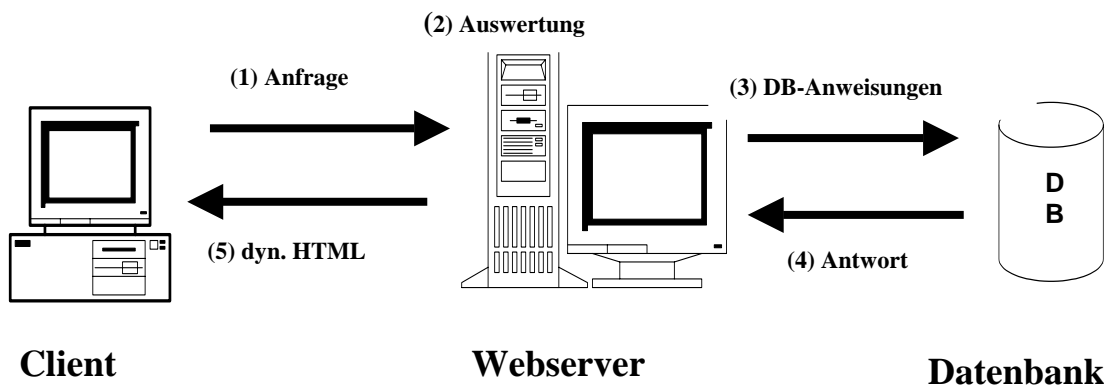 (2) Auswertung
(1) Anfrage
(3) DB-Anweisungen
D
B
(5) dyn. HTML
(4) Antwort
Client
Webserver
Datenbank